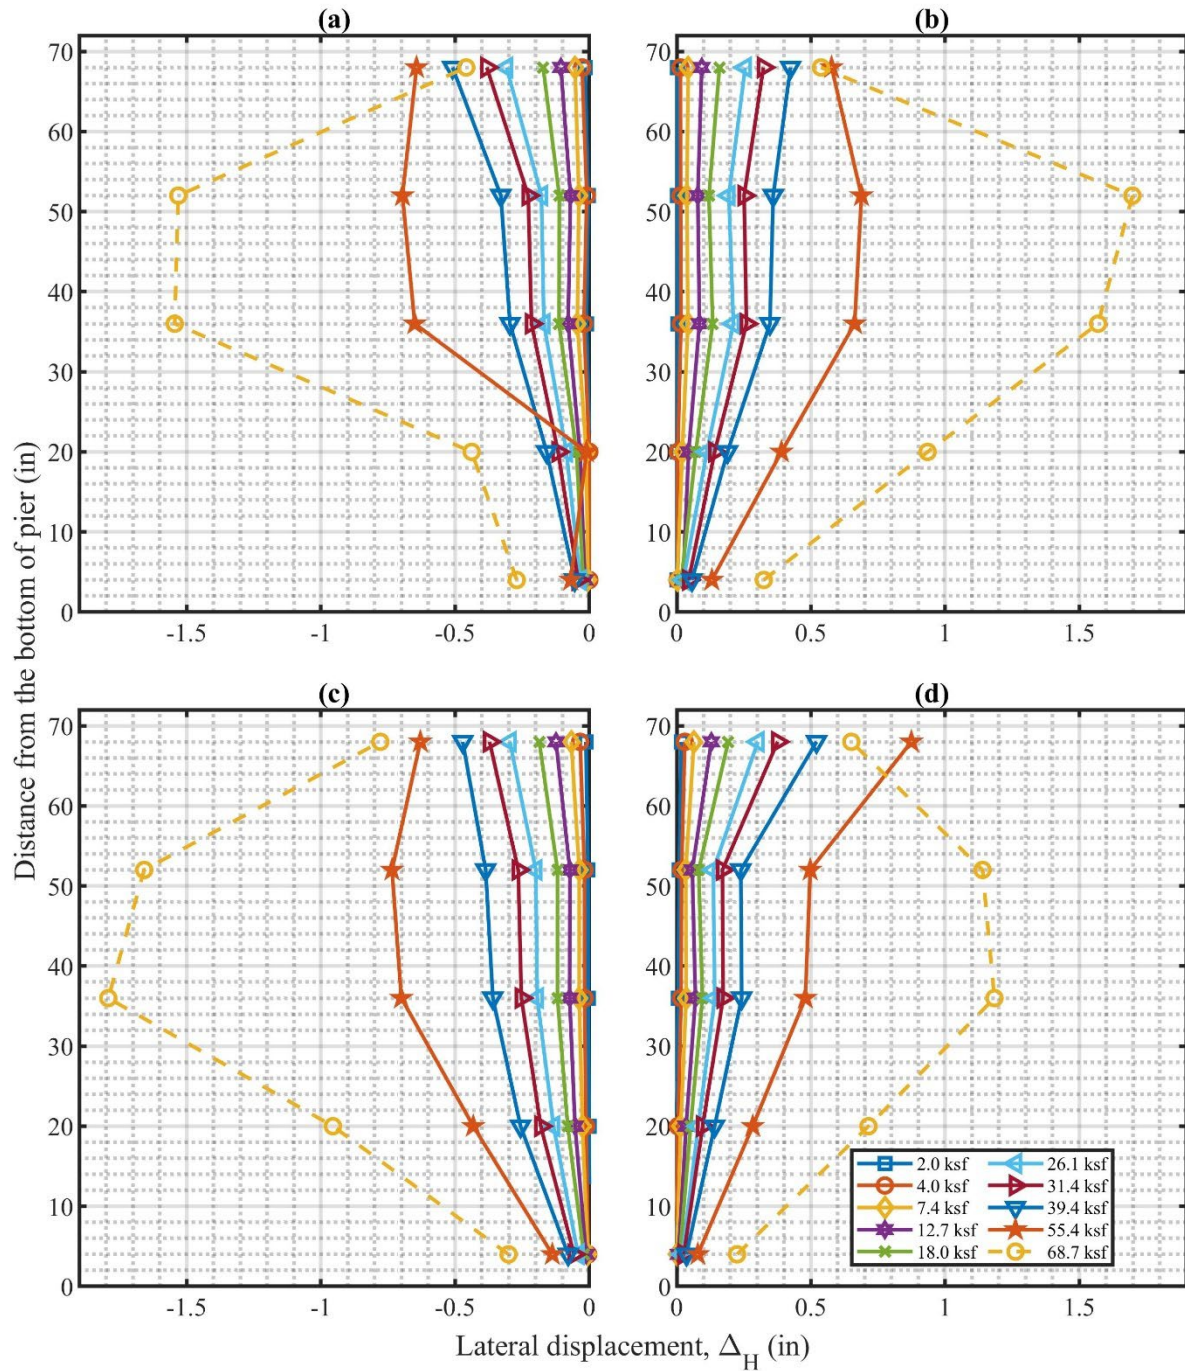 (a) (b)
70 70
60 60
50 50
40 40
30 30
20 20
10 10
0 0
-1.5 -1 -0.5 0 0 0.5 1 1.5
Distance from the bottom of pier (in)
(c) (d)
70 70
60 60
50 50
40 40
30 30
20 20
10 10
0 0
2.0 ksf 26.1 ksf
4.0 ksf 31.4 ksf
7.4 ksf 39.4 ksf
12.7 ksf 55.4 ksf
18.0 ksf 68.7 ksf
-1.5 -1 -0.5 0 0 0.5 1 1.5
Lateral displacement, Δ_H (in)